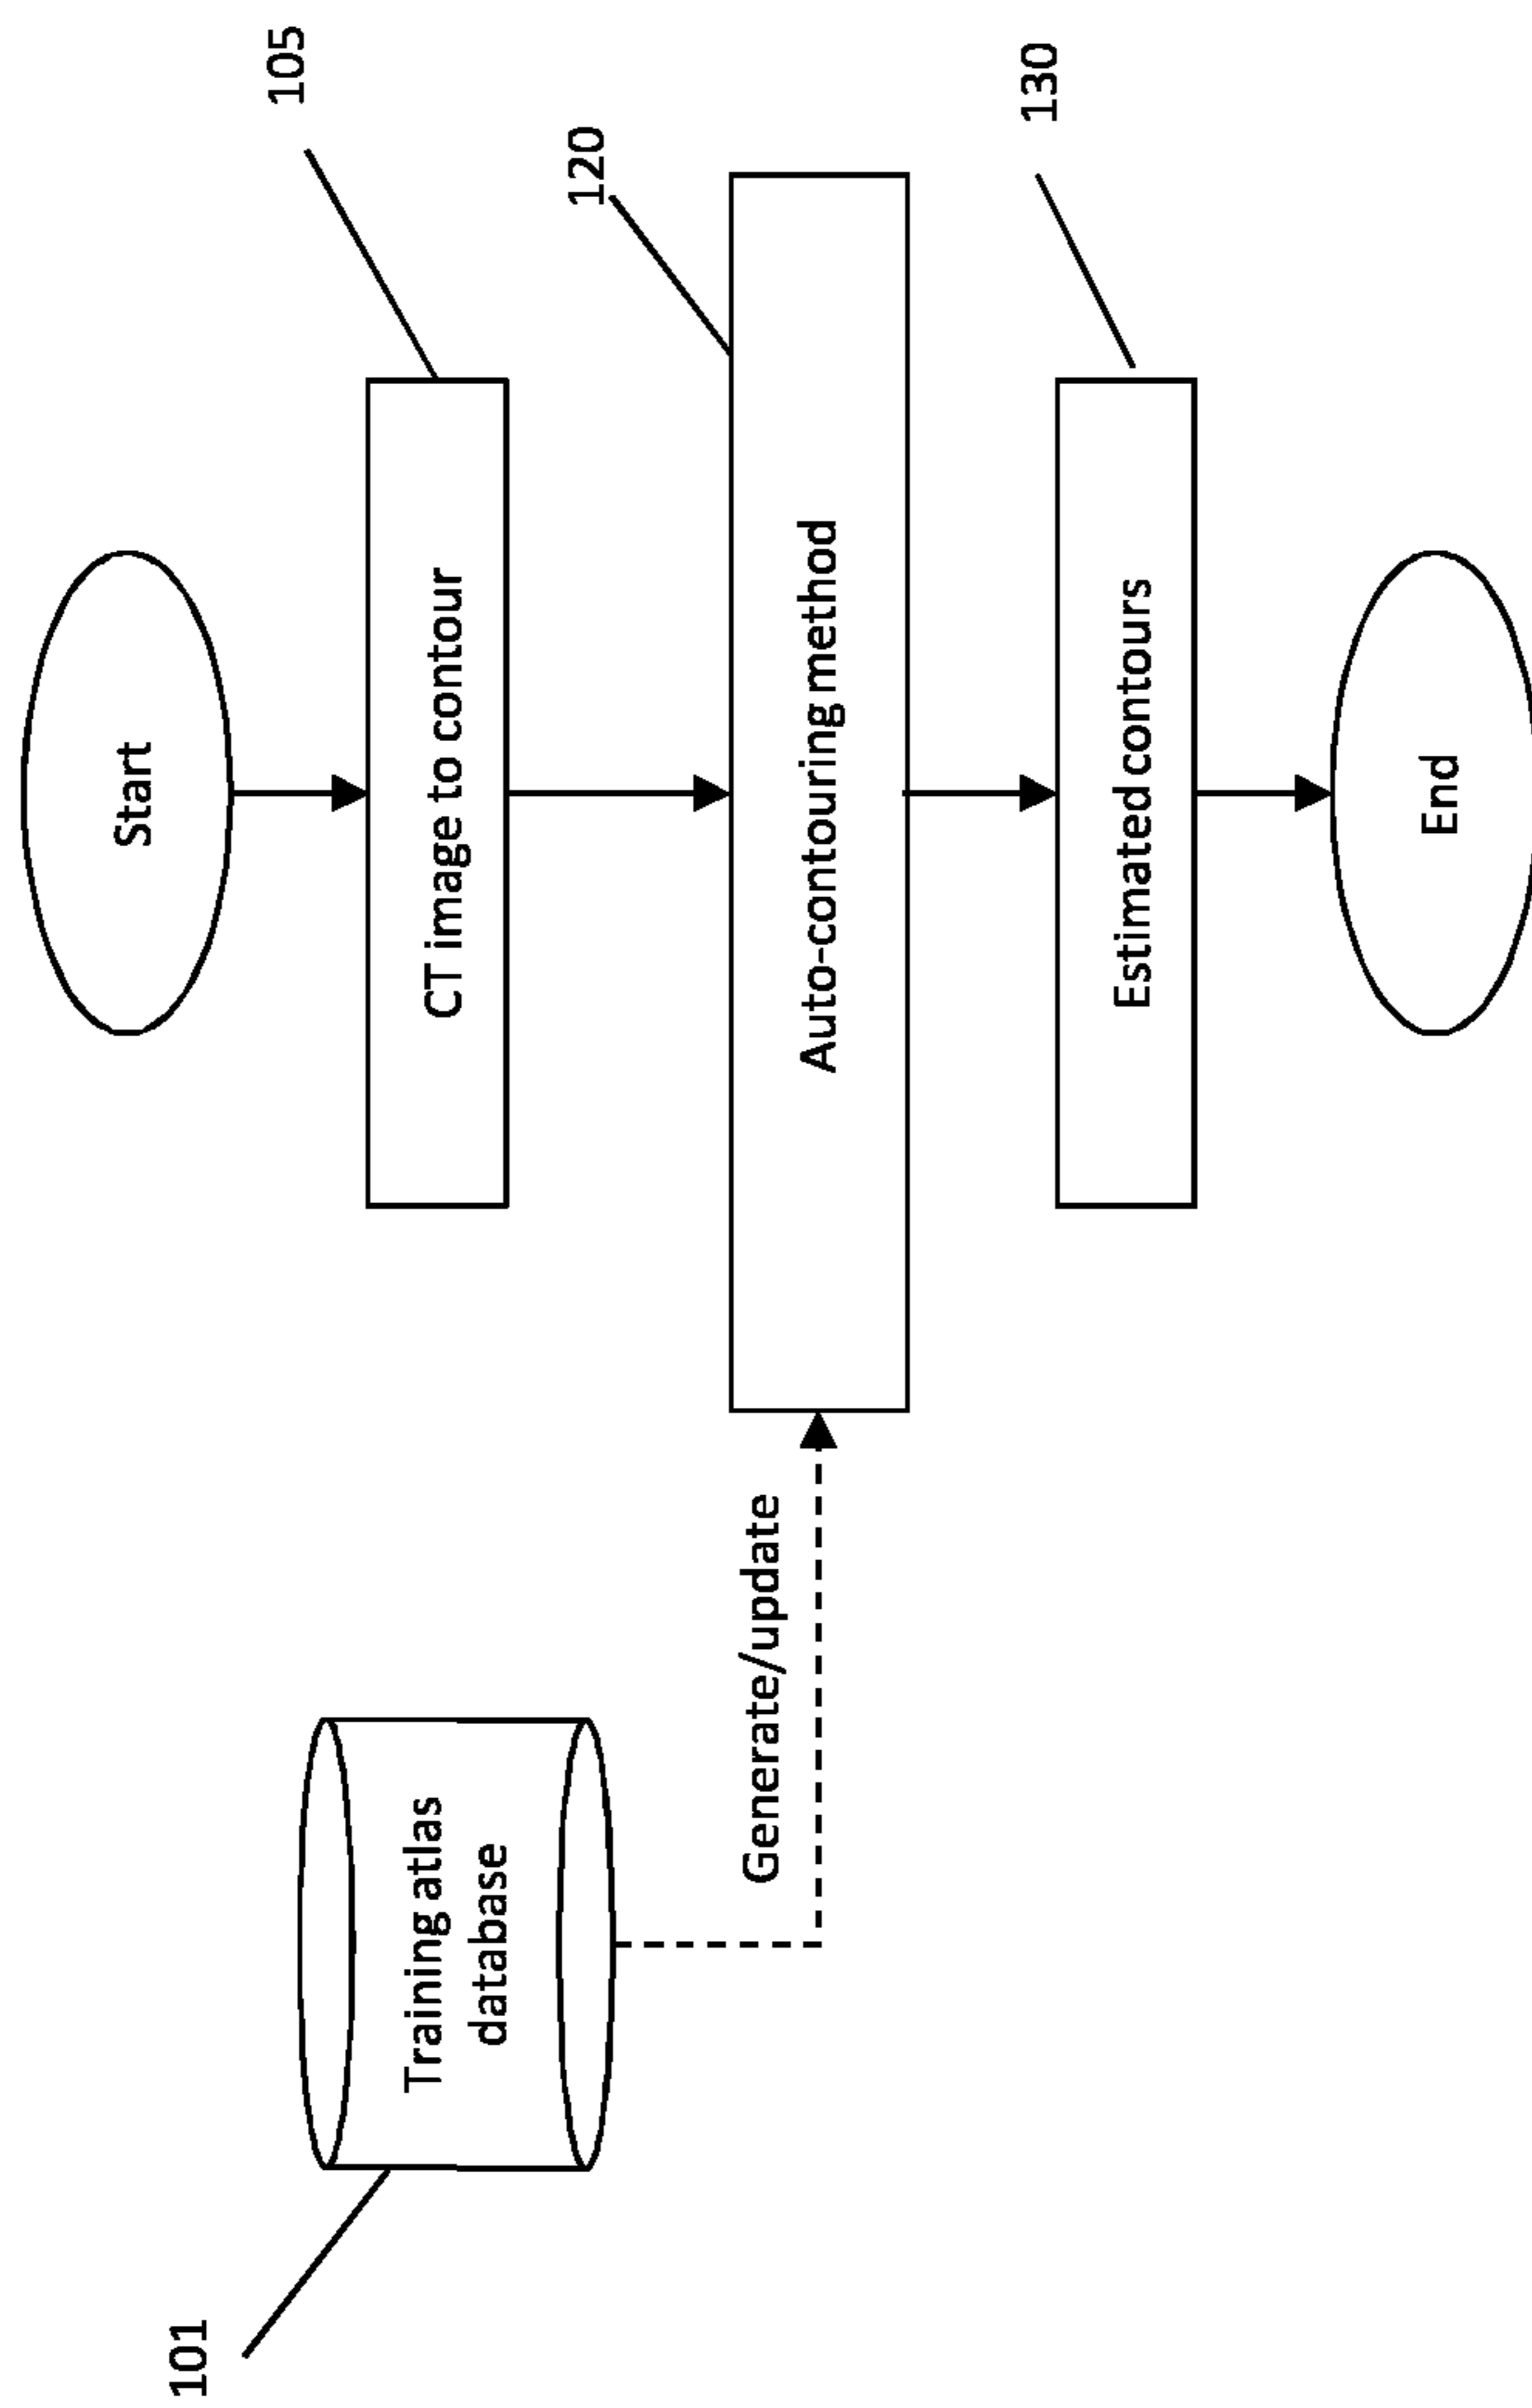 Start
105
CT image to contour
101
Training atlas
database
120
Generate/update
Auto-contouring method
130
Estimated contours
End